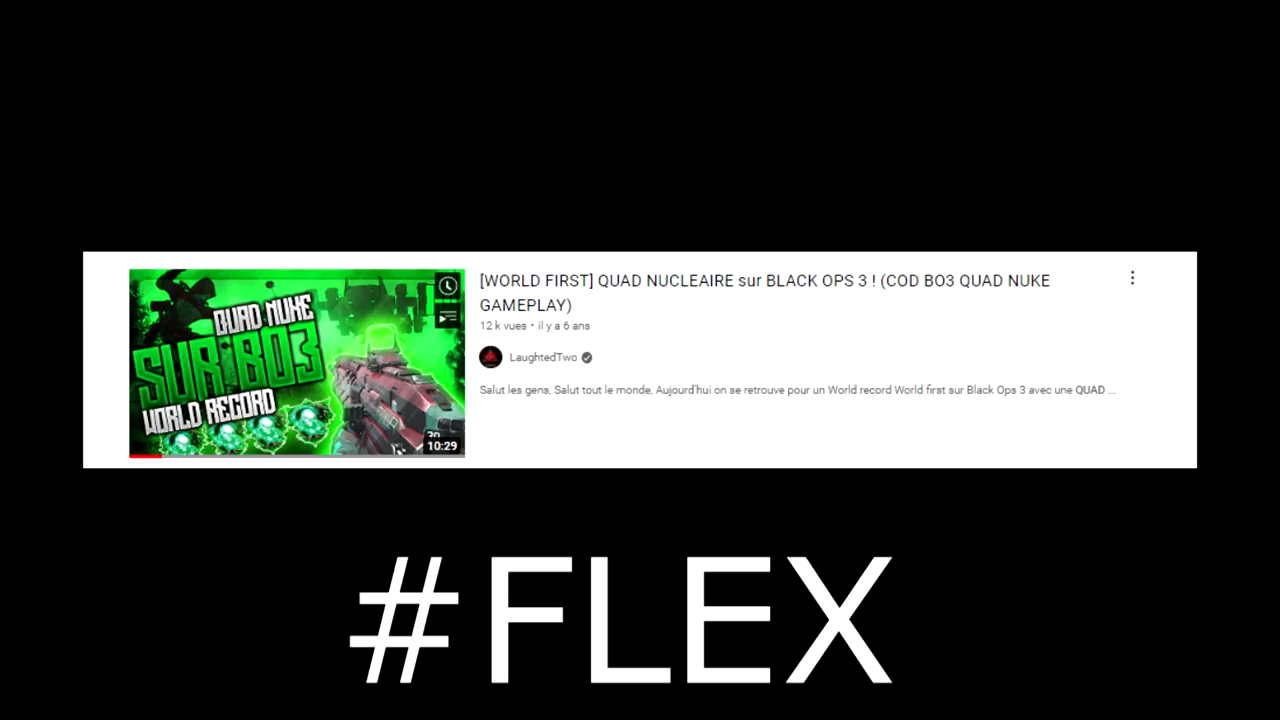 QUAD NUKE
SUR BO3
WORLD RECORD
10:29
[WORLD FIRST] QUAD NUCLEAIRE sur BLACK OPS 3 ! (COD BO3 QUAD NUKE
GAMEPLAY)
12 k vues • il y a 6 ans
LaughtedTwo
Salut les gens, Salut tout le monde, Aujourd'hui on se retrouve pour un World record World first sur Black Ops 3 avec une QUAD ...
#FLEX